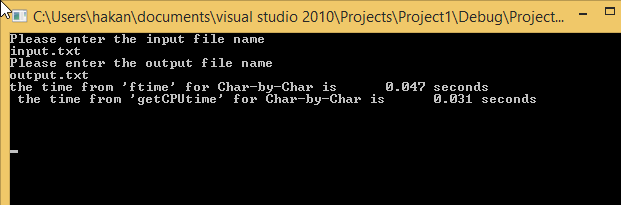 C:\Users\hakan\documents\visual studio 2010\Projects\Project1\Debug\Project...
Please enter the input file name
input.txt
Please enter the output file name
output.txt
the time from 'ftime' for Char-by-Char is 0.047 seconds
the time from 'getCPUtime' for Char-by-Char is 0.031 seconds